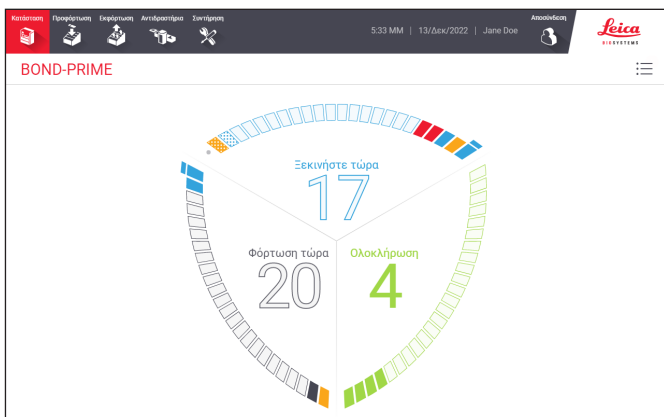 Κατάσταση Προφόρτωση Εκφόρτωση Αντιδραστήρια Συντήρηση
5:33 ΜΜ | 13/Δεκ/2022 | Jane Doe
Αποσύνδεση
Leica
BIOSYSTEMS
BOND-PRIME
Ξεκινήστε τώρα
17
Φόρτωση τώρα
20
Ολοκλήρωση
4